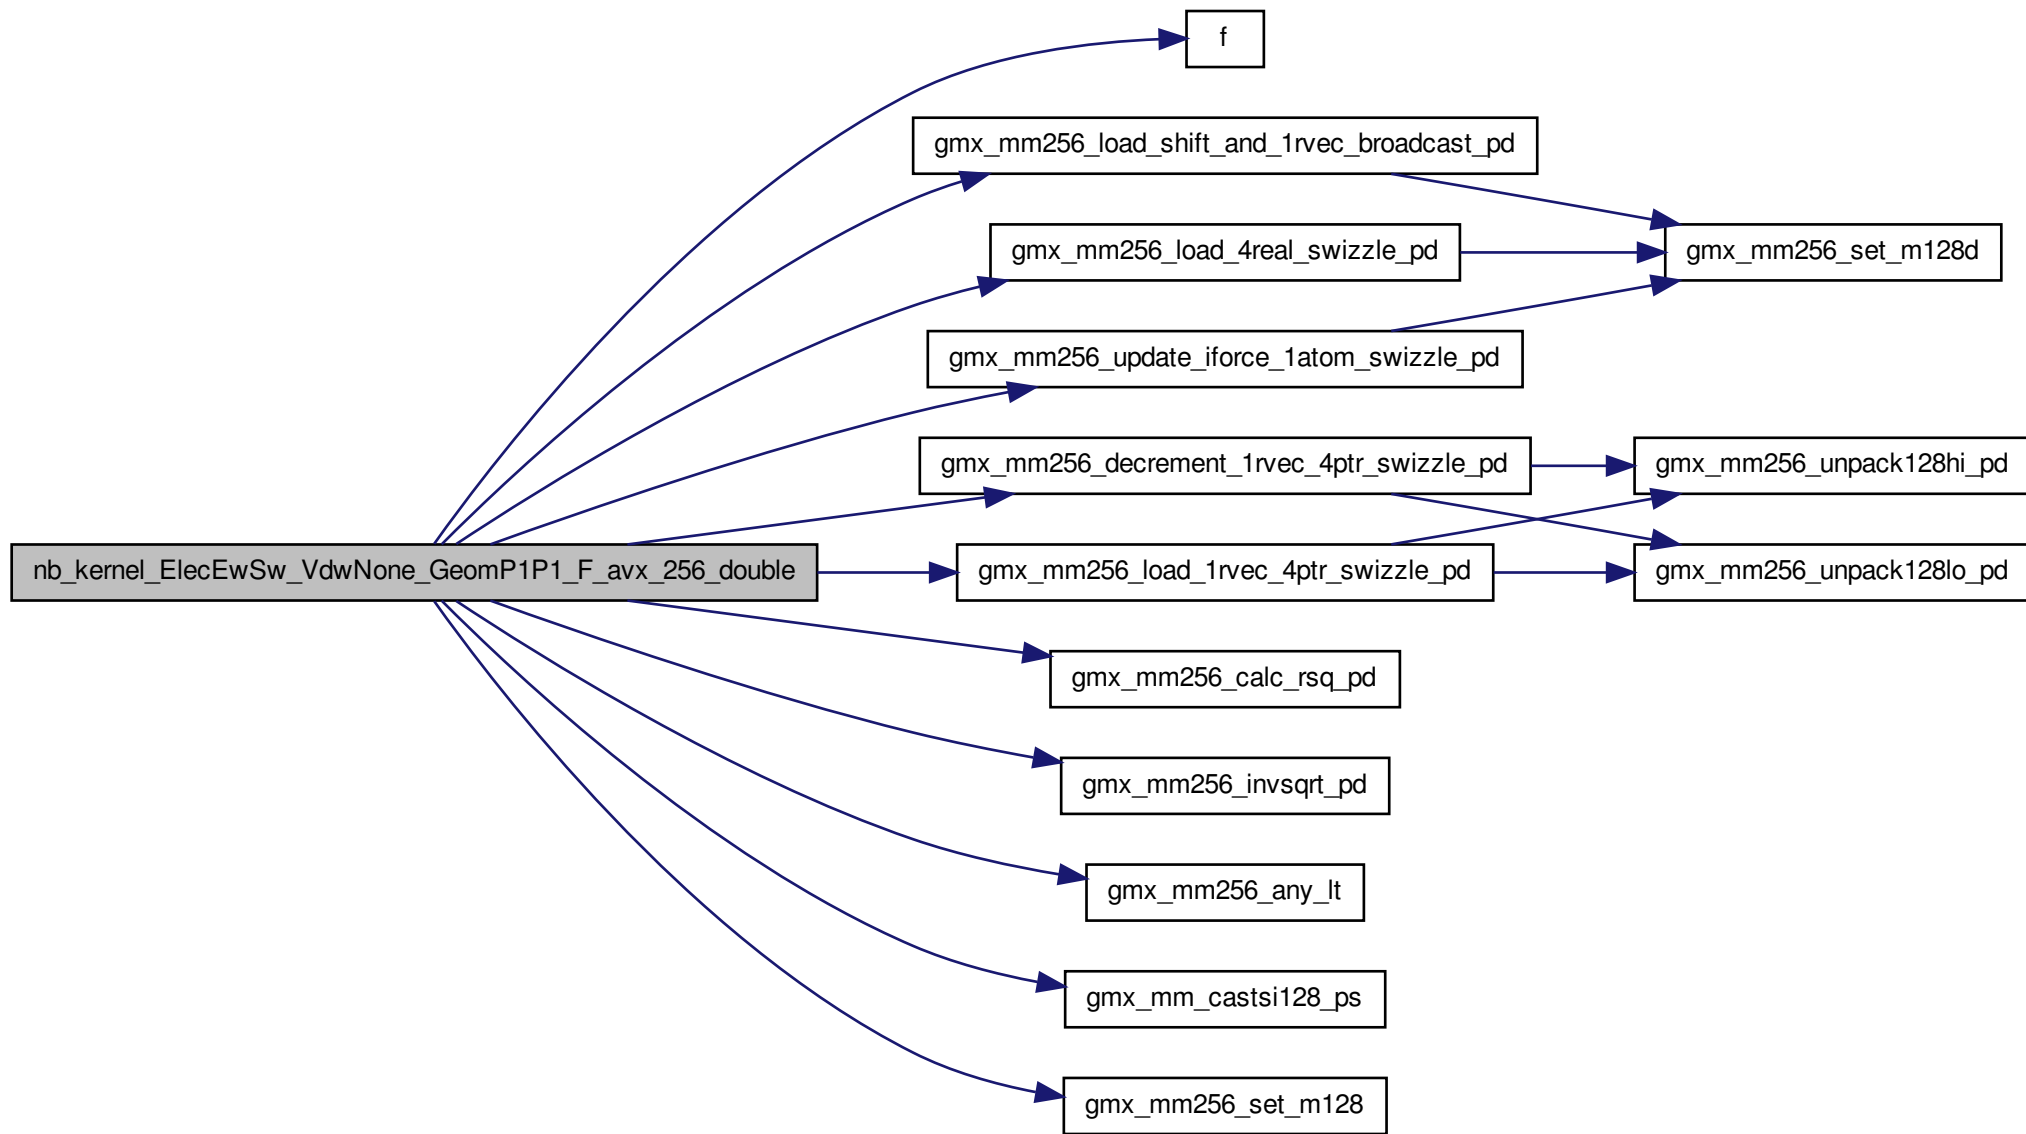 f
gmx_mm256_load_shift_and_1rvec_broadcast_pd
gmx_mm256_load_4real_swizzle_pd
gmx_mm256_set_m128d
gmx_mm256_update_iforce_1atom_swizzle_pd
gmx_mm256_decrement_1rvec_4ptr_swizzle_pd
gmx_mm256_unpack128hi_pd
nb_kernel_ElecEwSw_VdwNone_GeomP1P1_F_avx_256_double
gmx_mm256_load_1rvec_4ptr_swizzle_pd
gmx_mm256_unpack128lo_pd
gmx_mm256_calc_rsq_pd
gmx_mm256_invsqrt_pd
gmx_mm256_any_lt
gmx_mm_castsi128_ps
gmx_mm256_set_m128